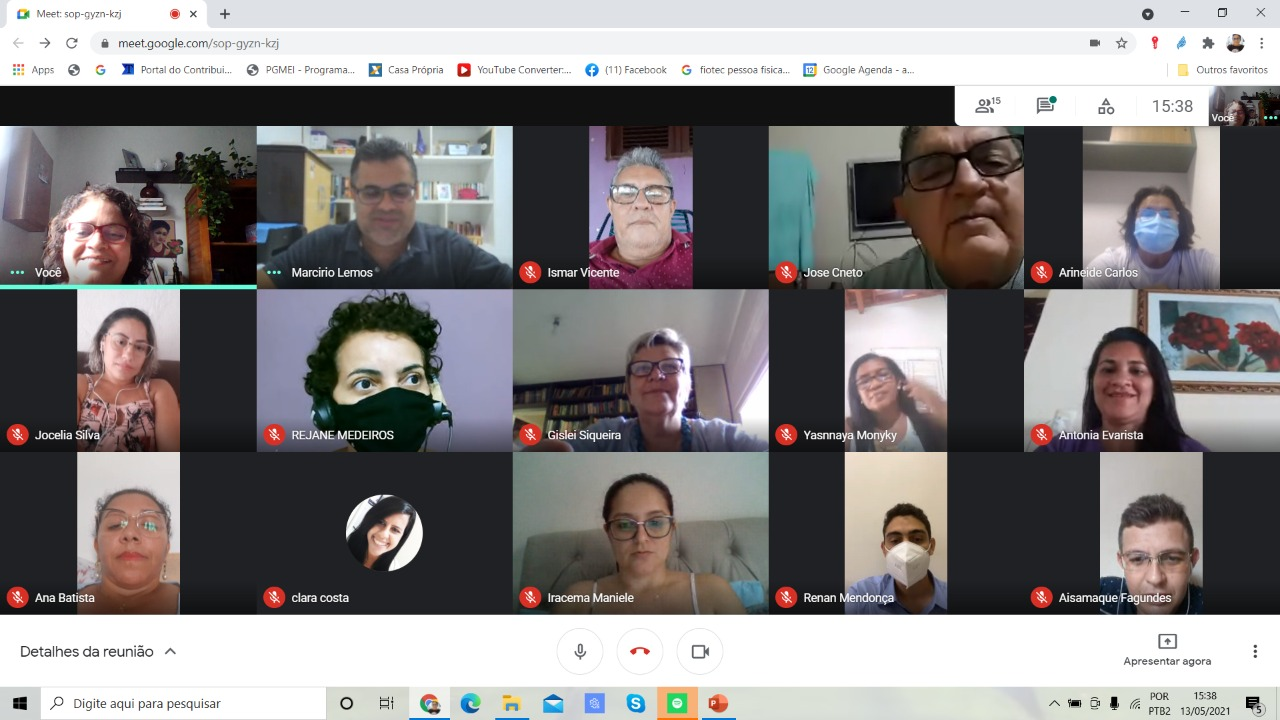 Meet: sop-gyzn-kzj
meet.google.com/sop-gyzn-kzj
Apps
Portal do Contribui...
PGMEI - Programa...
Casa Própria
YouTube Converter:...
(11) Facebook
fiotec pessoa fisica...
Google Agenda - a...
Outros favoritos
15
15:38
Você
Você
Marcirio Lemos
Ismar Vicente
Jose Cneto
Arineide Carlos
Jocelia Silva
REJANE MEDEIROS
Gislei Siqueira
Yasnnaya Monyky
Antonia Evarista
Ana Batista
clara costa
Iracema Maniele
Renan Mendonça
Aisamaque Fagundes
Detalhes da reunião
Apresentar agora
Digite aqui para pesquisar
POR
PTB2
15:38
13/05/2021
5